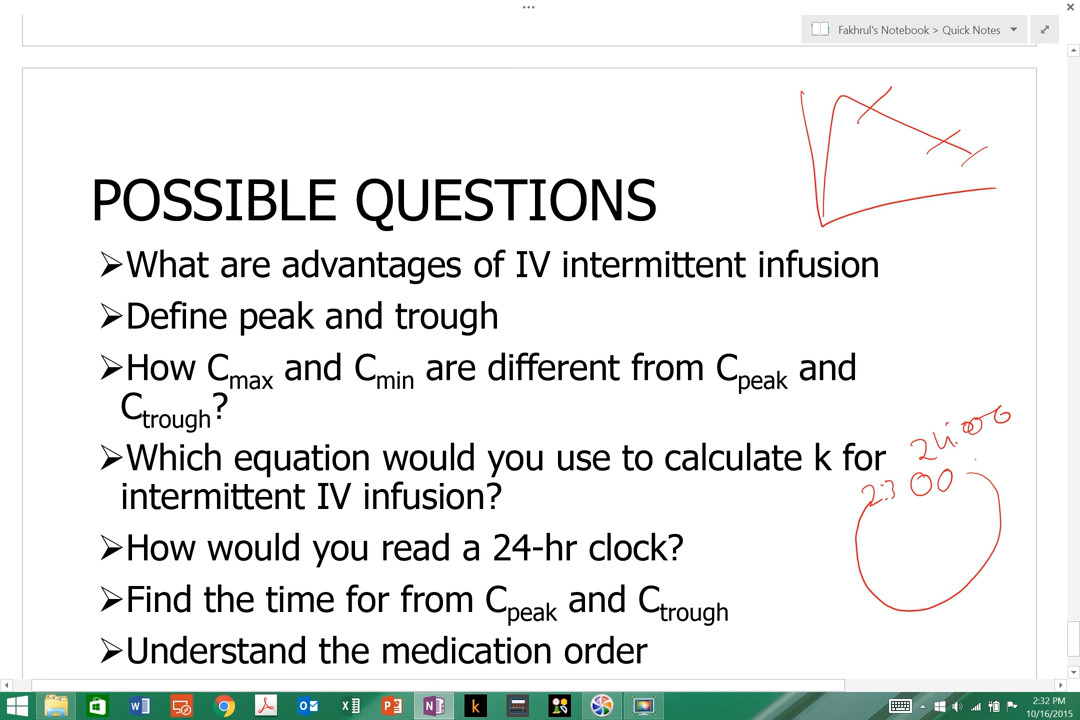 Fakhrul's Notebook > Quick Notes
POSSIBLE QUESTIONS
➢What are advantages of IV intermittent infusion
➢Define peak and trough
➢How Cmax and Cmin are different from Cpeak and
Ctrough?
➢Which equation would you use to calculate k for
intermittent IV infusion?
24:00
2300
➢How would you read a 24-hr clock?
➢Find the time for from Cpeak and Ctrough
➢Understand the medication order
2:32 PM
10/16/2015